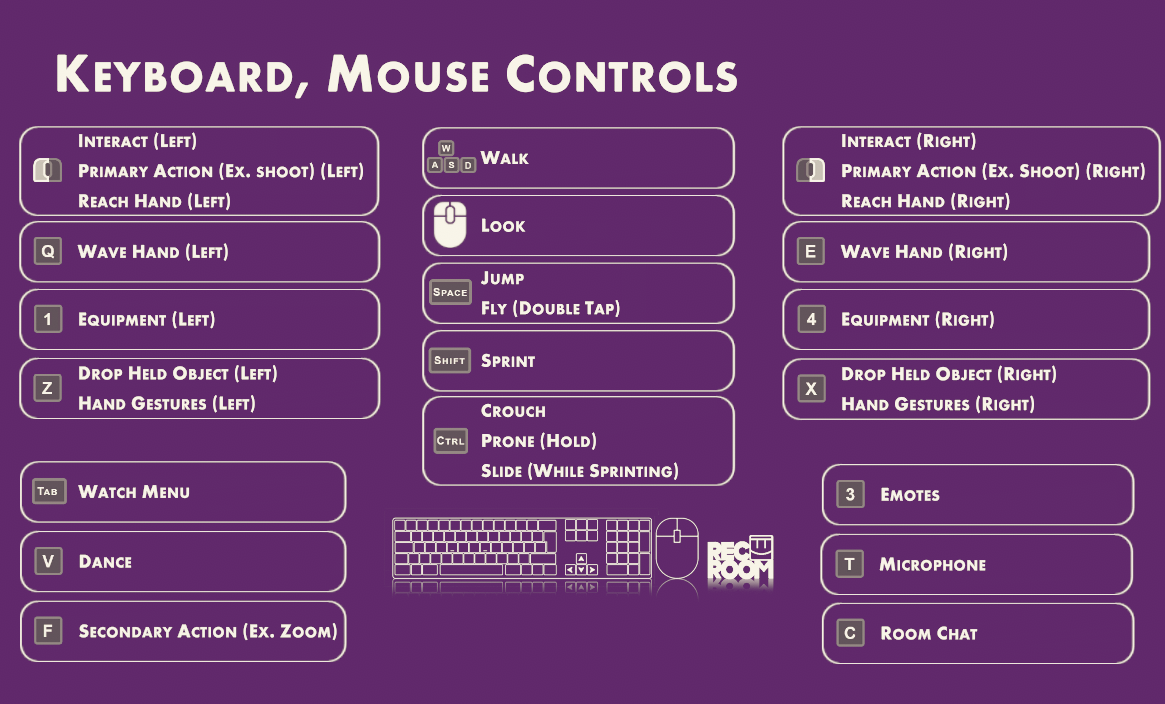 Keyboard, Mouse Controls
Interact (Left)
Primary Action (Ex. shoot) (Left)
Reach Hand (Left)
Q Wave Hand (Left)
1 Equipment (Left)
Z Drop Held Object (Left)
Hand Gestures (Left)
W
A S D Walk
Look
Space Jump
Fly (Double Tap)
Shift Sprint
Ctrl Crouch
Prone (Hold)
Slide (While Sprinting)
Interact (Right)
Primary Action (Ex. Shoot) (Right)
Reach Hand (Right)
E Wave Hand (Right)
4 Equipment (Right)
X Drop Held Object (Right)
Hand Gestures (Right)
Tab Watch Menu
V Dance
F Secondary Action (Ex. Zoom)
REC
ROOM
3 Emotes
T Microphone
C Room Chat